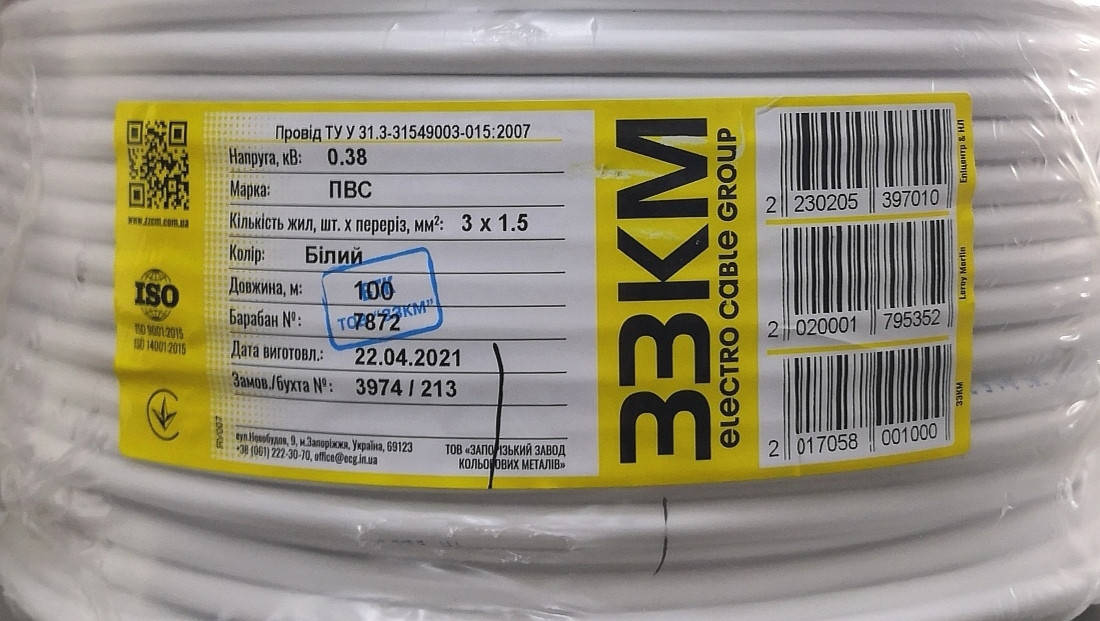 Провід ТУ У 31.3-31549003-015:2007
Напруга, кВ: 0.38
Марка: ПВС
Кількість жил, шт. х переріз, мм²: 3 x 1.5
Колір: Білий
Довжина, м: 100
Барабан №: 7872
ТОВ "ЗЗКМ"
Дата виготовл.: 22.04.2021
Замов./бухта №: 3974 / 213
вул.Новобудов, 9, м.Запоріжжя, Україна, 69123
+38 (061) 222-30-70, office@ecg.in.ua
ТОВ «ЗАПОРІЗЬКИЙ ЗАВОД
КОЛЬОРОВИХ МЕТАЛІВ»
www.zzcm.com.ua
ISO
ISO 9001:2015
ISO 14001:2015
ЗЗКМ
eLeCTRO CaBLe GROUP
2 230205 397010
Епіцентр & НЛ
2 020001 795352
Leroy Merlin
2 017058 001000
ЗЗКМ